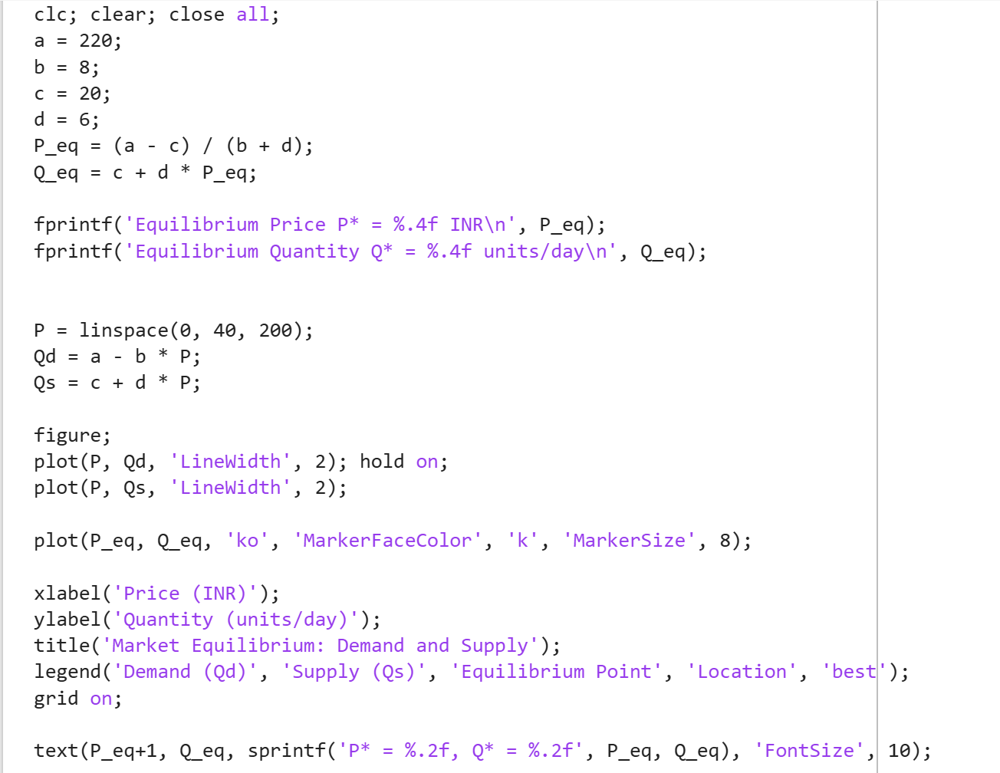 clc; clear; close all;
a = 220;
b = 8;
c = 20;
d = 6;
P_eq = (a - c) / (b + d);
Q_eq = c + d * P_eq;
fprintf('Equilibrium Price P* = %.4f INR\n', P_eq);
fprintf('Equilibrium Quantity Q* = %.4f units/day\n', Q_eq);
P = linspace(0, 40, 200);
Qd = a - b * P;
Qs = c + d * P;
figure;
plot(P, Qd, 'LineWidth', 2); hold on;
plot(P, Qs, 'LineWidth', 2);
plot(P_eq, Q_eq, 'ko', 'MarkerFaceColor', 'k', 'MarkerSize', 8);
xlabel('Price (INR)');
ylabel('Quantity (units/day)');
title('Market Equilibrium: Demand and Supply');
legend('Demand (Qd)', 'Supply (Qs)', 'Equilibrium Point', 'Location', 'best');
grid on;
text(P_eq+1, Q_eq, sprintf('P* = %.2f, Q* = %.2f', P_eq, Q_eq), 'FontSize', 10);